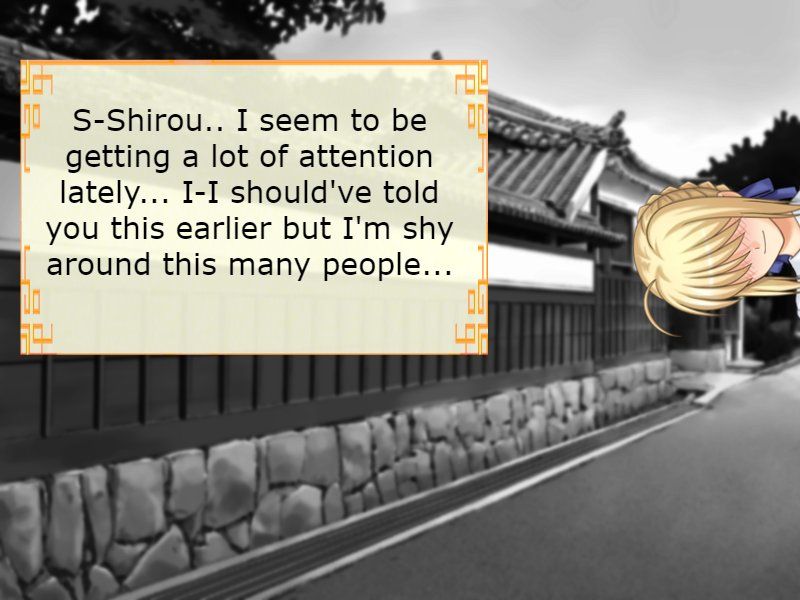 S-Shirou.. I seem to be
getting a lot of attention
lately... I-I should've told
you this earlier but I'm shy
around this many people...